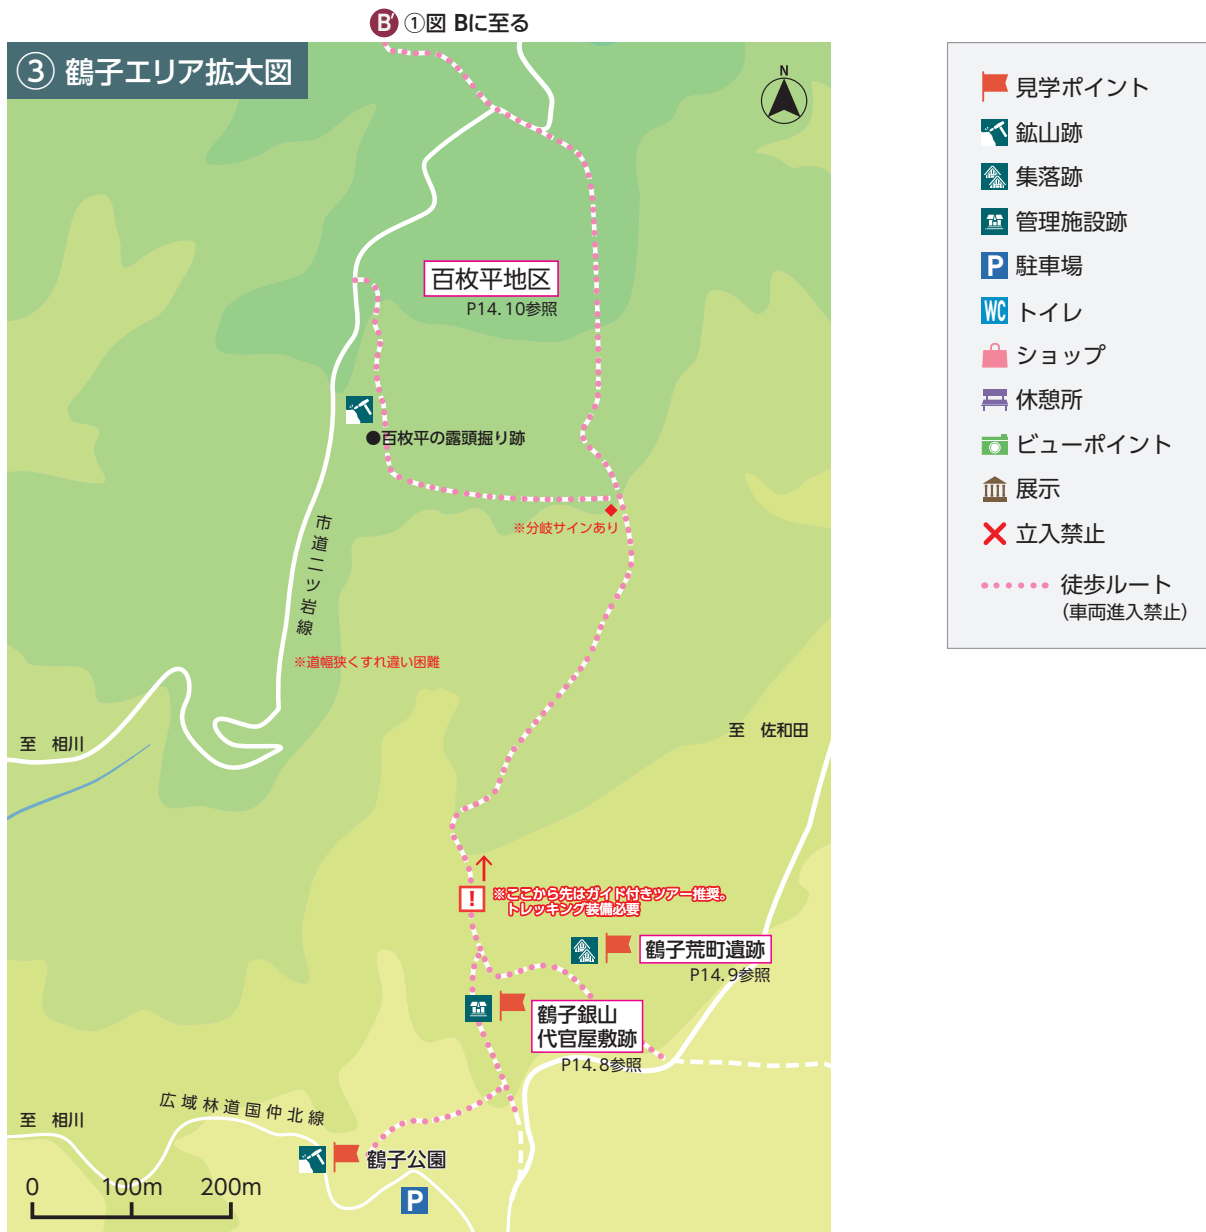 B' ①図 Bに至る
③ 鶴子エリア拡大図
N
百枚平地区
P14.10参照
●百枚平の露頭掘り跡
※分岐サインあり
市道二ツ岩線
※道幅狭くすれ違い困難
至 相川
至 佐和田
!
※ここから先はガイド付きツアー推奨。
トレッキング装備必要
鶴子荒町遺跡
P14.9参照
鶴子銀山
代官屋敷跡
P14.8参照
広域林道国仲北線
至 相川
鶴子公園
P
0 100m 200m
見学ポイント
鉱山跡
集落跡
管理施設跡
P 駐車場
WC トイレ
ショップ
休憩所
ビューポイント
展示
立入禁止
徒歩ルート
(車両進入禁止)